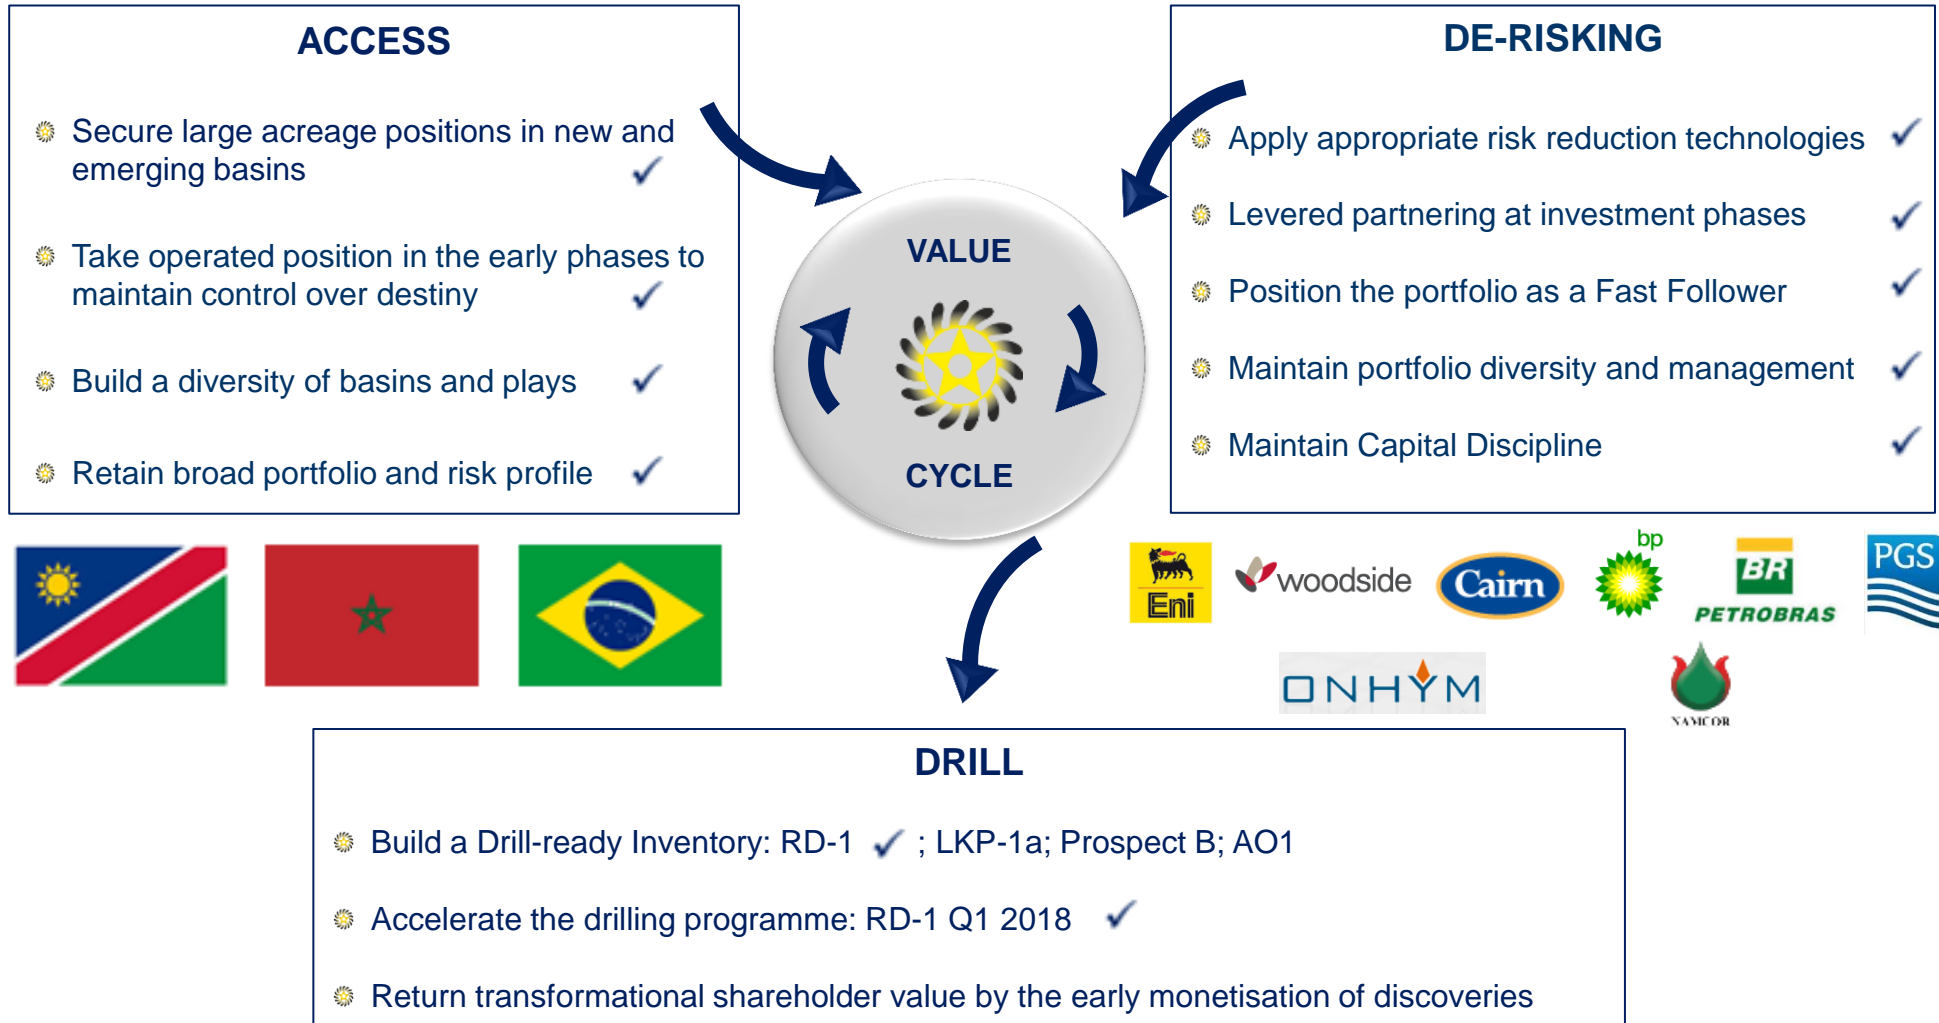 ACCESS
Secure large acreage positions in new and
emerging basins ✓
Take operated position in the early phases to
maintain control over destiny ✓
Build a diversity of basins and plays ✓
Retain broad portfolio and risk profile ✓
VALUE
CYCLE
DE-RISKING
Apply appropriate risk reduction technologies ✓
Levered partnering at investment phases ✓
Position the portfolio as a Fast Follower ✓
Maintain portfolio diversity and management ✓
Maintain Capital Discipline ✓
Eni
woodside
Cairn
bp
BR
PETROBRAS
PGS
ONHYM
NAMCOR
DRILL
Build a Drill-ready Inventory: RD-1 ✓ ; LKP-1a; Prospect B; AO1
Accelerate the drilling programme: RD-1 Q1 2018 ✓
Return transformational shareholder value by the early monetisation of discoveries